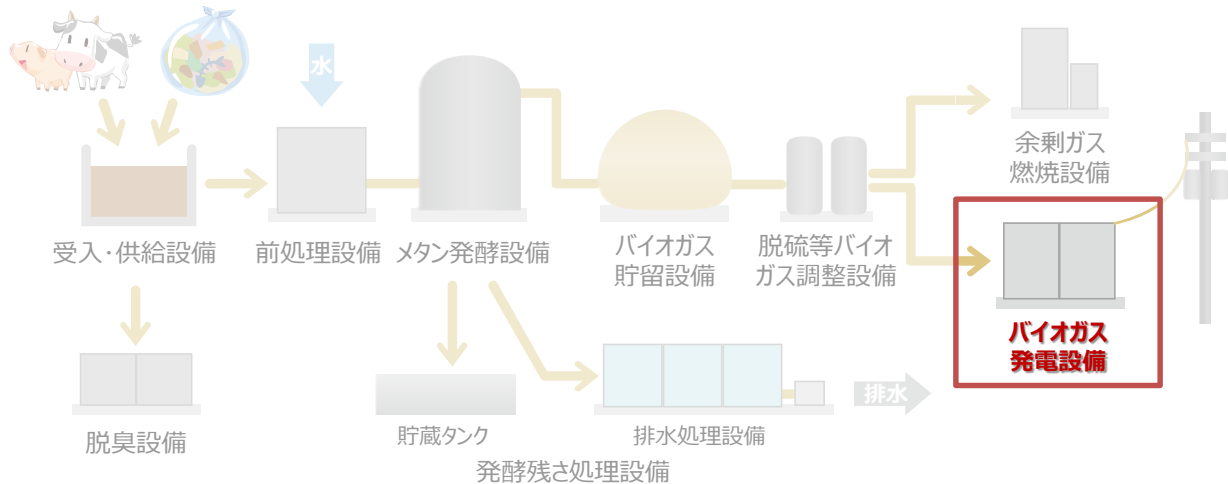 水
余剰ガス
燃焼設備
受入・供給設備
前処理設備
メタン発酵設備
バイオガス
貯留設備
脱硫等バイオ
ガス調整設備
バイオガス
発電設備
脱臭設備
貯蔵タンク
排水処理設備
排水
発酵残さ処理設備